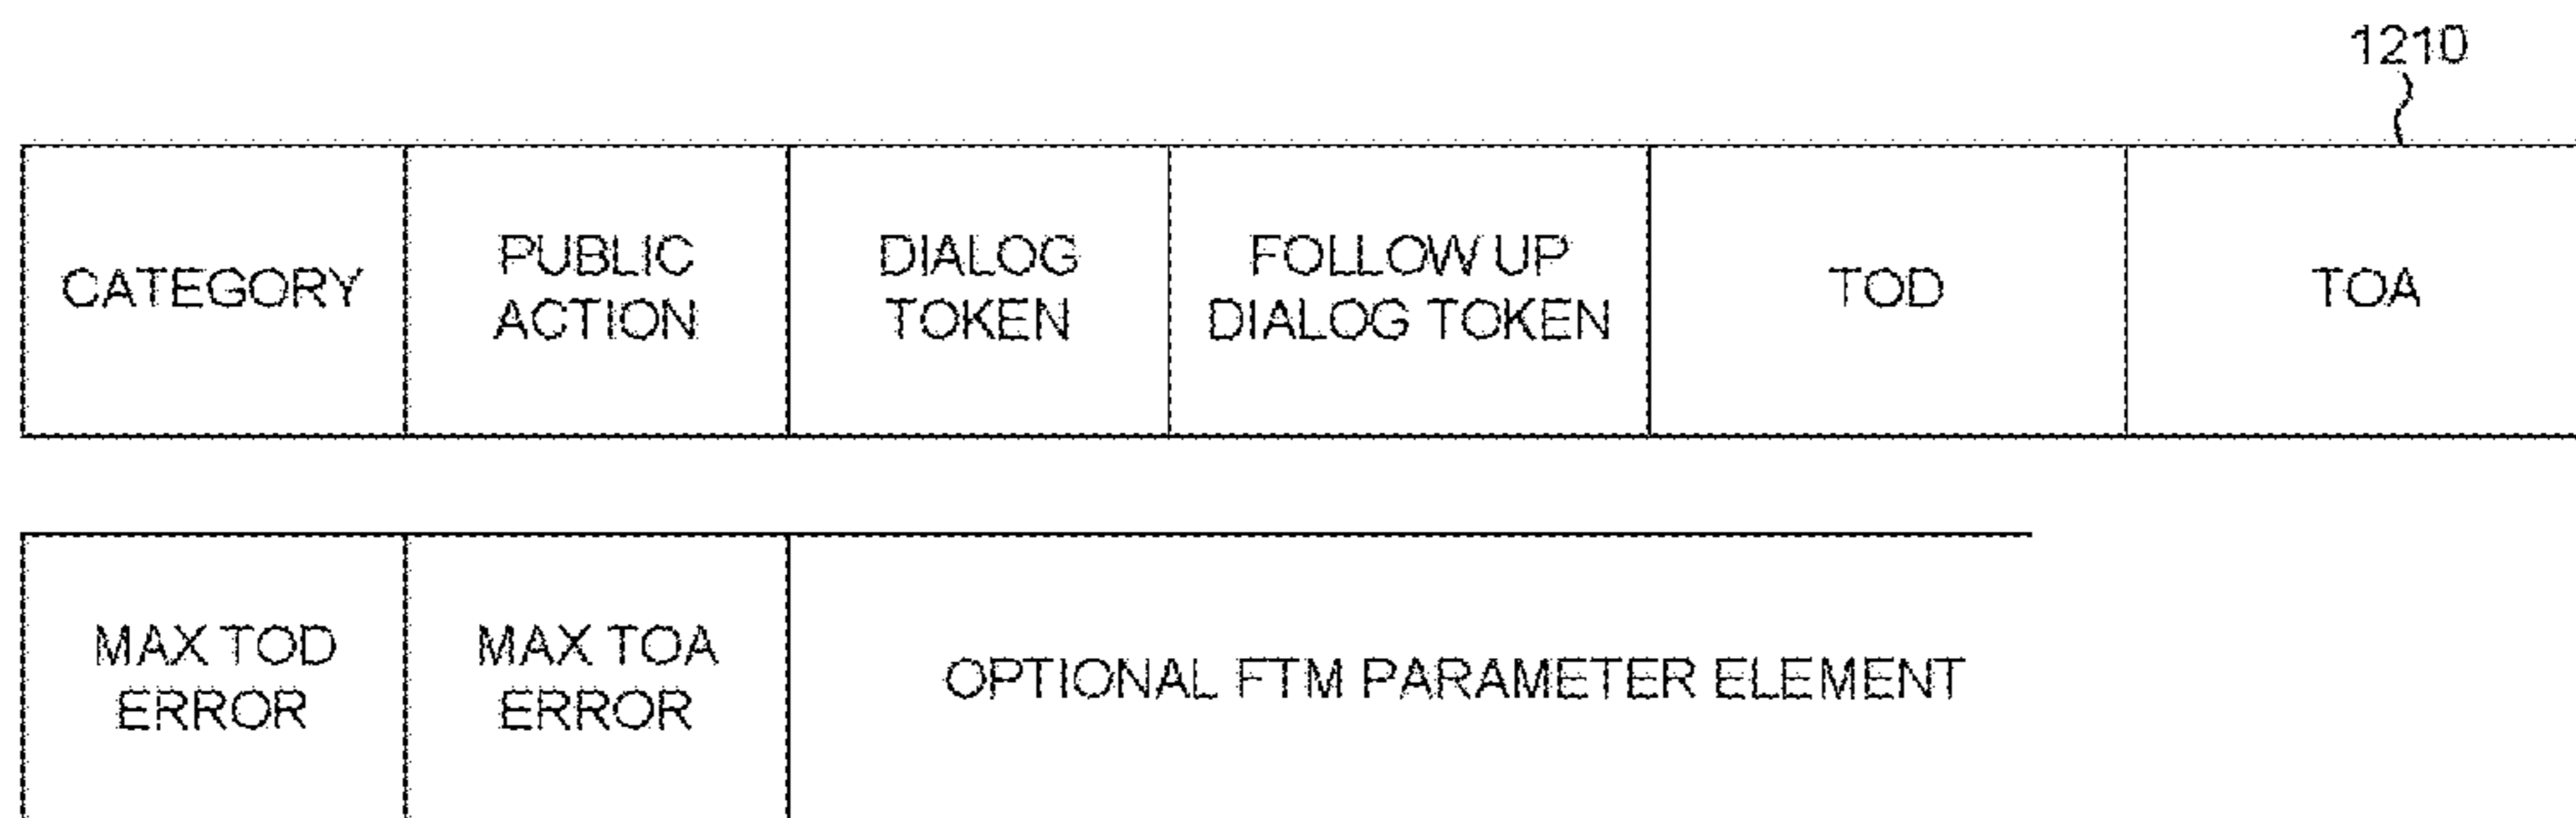 1210
CATEGORY
PUBLIC
ACTION
DIALOG
TOKEN
FOLLOW UP
DIALOG TOKEN
TOD
TOA
MAX TOD
ERROR
MAX TOA
ERROR
OPTIONAL FTM PARAMETER ELEMENT